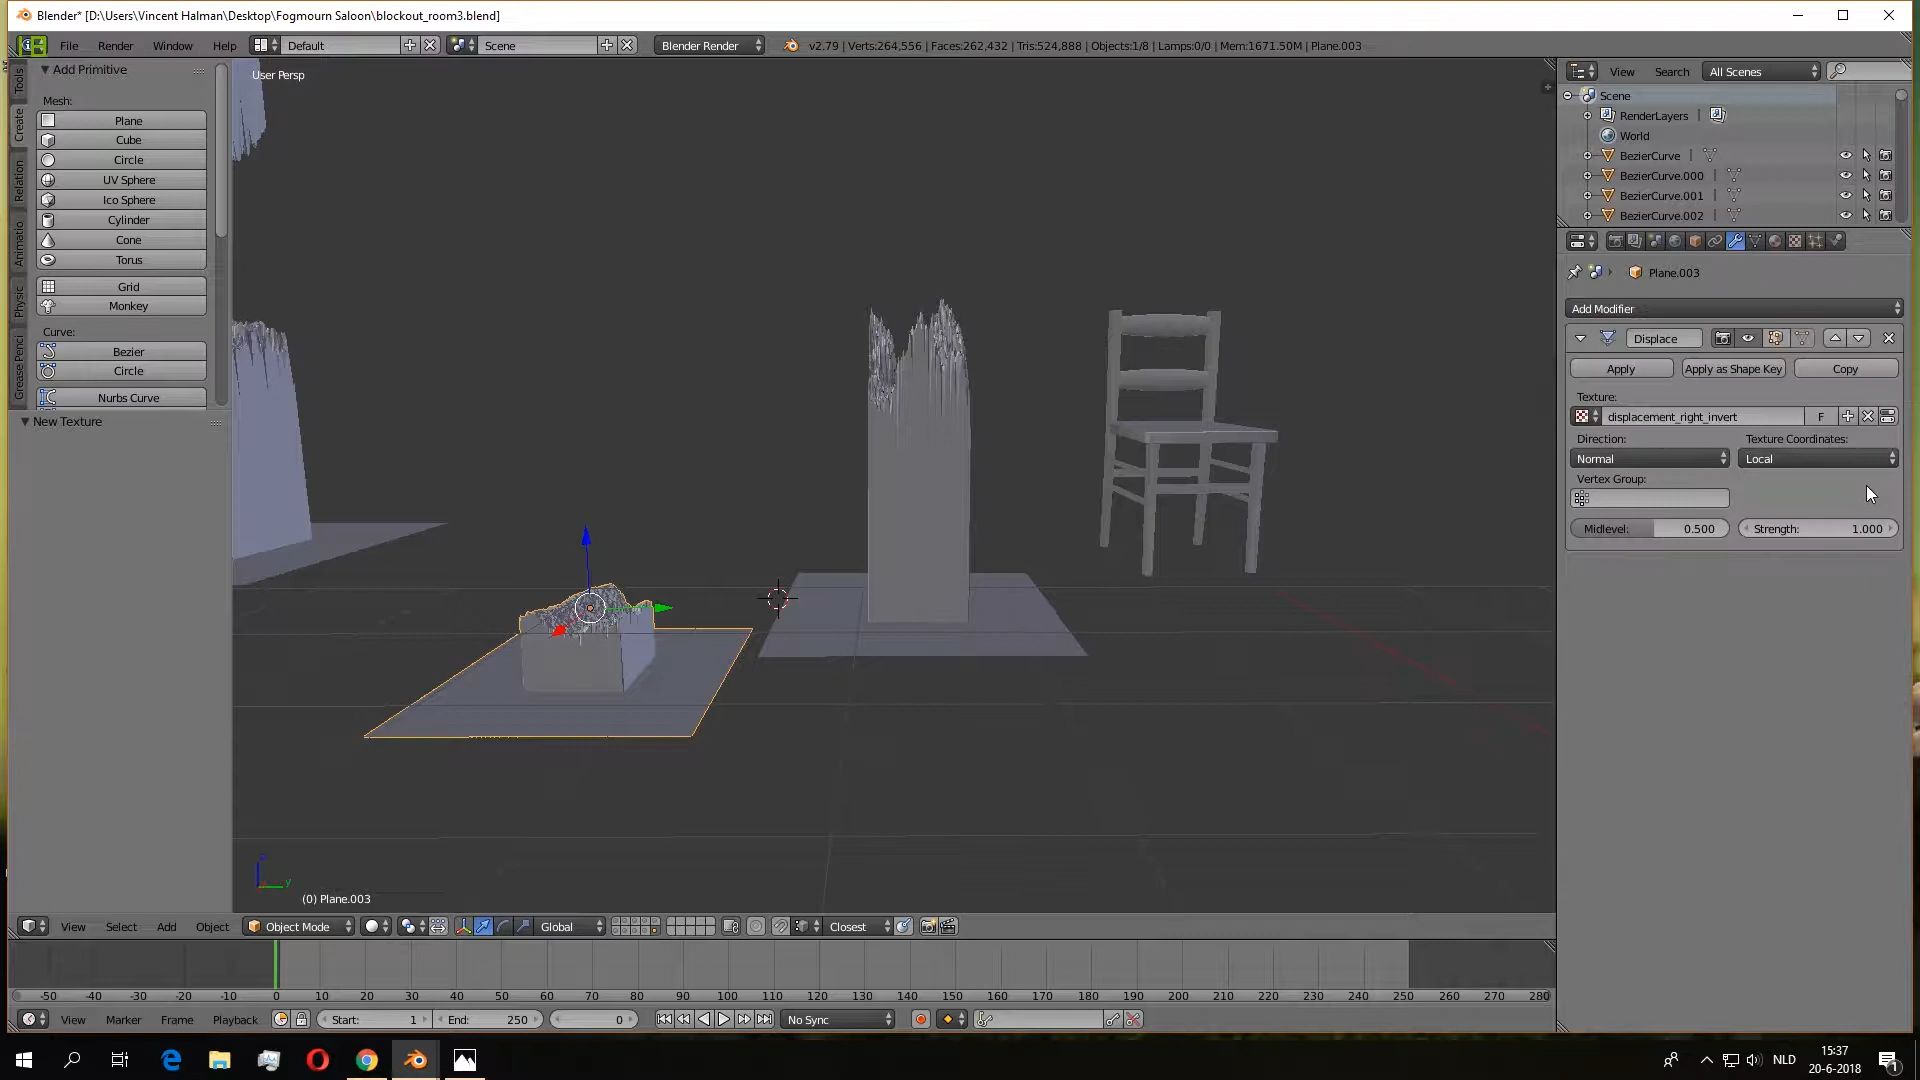 Blender* [D:\Users\Vincent Halman\Desktop\Fogmourn Saloon\blockout_room3.blend]
File Render Window Help Default Scene Blender Render v2.79 | Verts:264,556 | Faces:262,432 | Tris:524,888 | Objects:1/8 | Lamps:0/0 | Mem:1671.50M | Plane.003
Add Primitive
User Persp
View Search All Scenes
Tools
Create
Relation
Animatio
Physic
Grease Penci
Mesh:
Plane
Cube
Circle
UV Sphere
Ico Sphere
Cylinder
Cone
Torus
Grid
Monkey
Curve:
Bezier
Circle
Nurbs Curve
New Texture
Scene
RenderLayers
World
BezierCurve
BezierCurve.000
BezierCurve.001
BezierCurve.002
Plane.003
Add Modifier
Displace
Apply Apply as Shape Key Copy
Texture:
displacement_right_invert F
Direction: Texture Coordinates:
Normal Local
Vertex Group:
Midlevel: 0.500 Strength: 1.000
z
y
(0) Plane.003
View Select Add Object Object Mode Global Closest
-50 -40 -30 -20 -10 0 10 20 30 40 50 60 70 80 90 100 110 120 130 140 150 160 170 180 190 200 210 220 230 240 250 260 270 280
View Marker Frame Playback Start: 1 End: 250 0 No Sync
NLD
15:37
20-6-2018
1